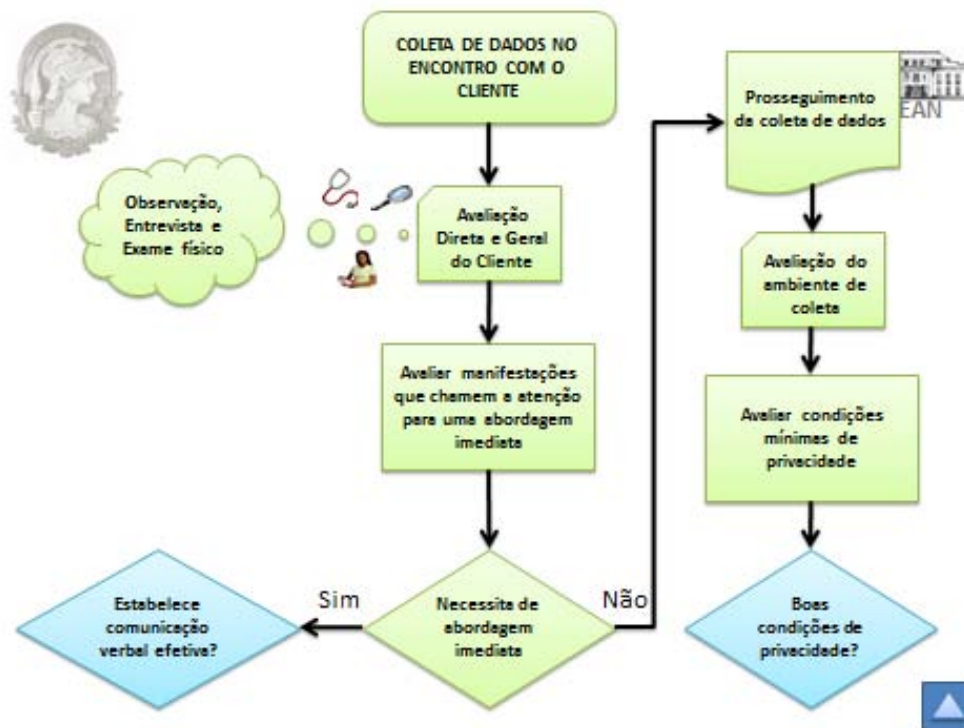 COLETA DE DADOS NO
ENCONTRO COM O
CLIENTE
Observação,
Entrevista e
Exame físico
Avaliação
Direta e Geral
do Cliente
Avaliar manifestações
que chamem a atenção
para uma abordagem
imediata
Necessita de
abordagem
imediata
Sim
Não
Estabelece
comunicação
verbal efetiva?
Prosseguimento
da coleta de dados
EAN
Avaliação do
ambiente de
coleta
Avaliar condições
mínimas de
privacidade
Boas
condições de
privacidade?